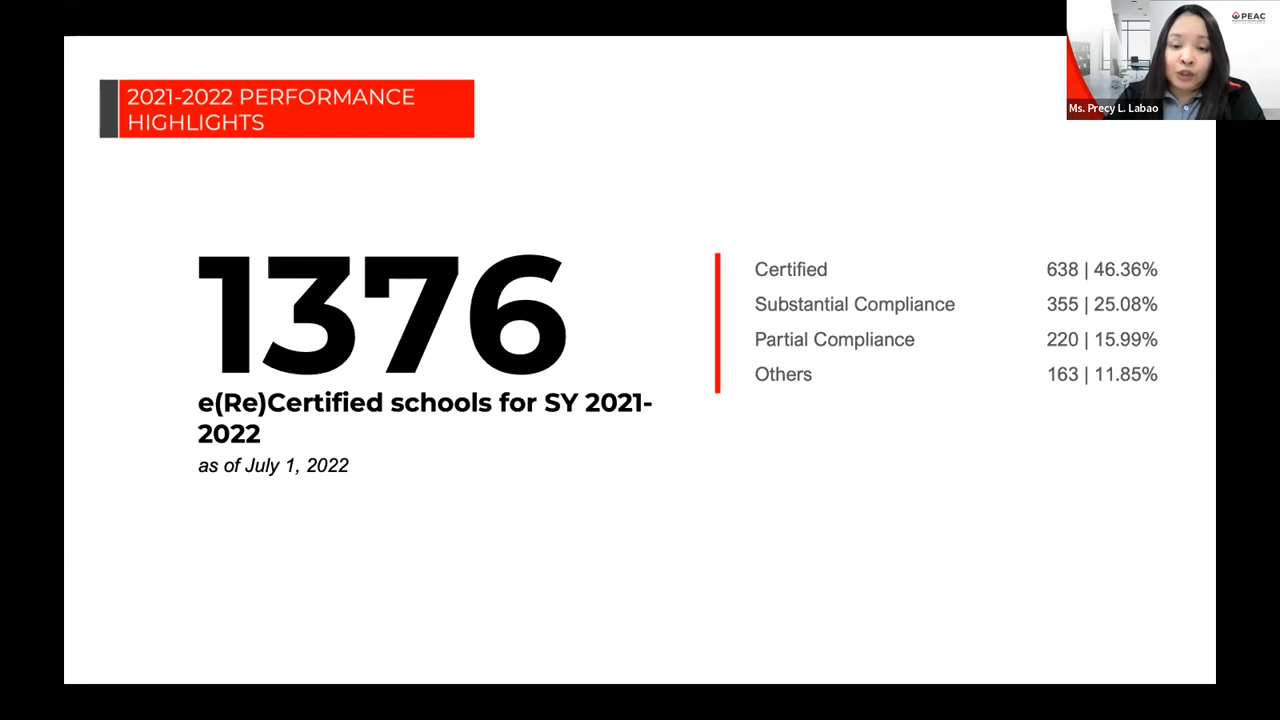 PEAC
Ms. Precy L. Labao
2021-2022 PERFORMANCE
HIGHLIGHTS
1376
e(Re)Certified schools for SY 2021-
2022
as of July 1, 2022
Certified 638 | 46.36%
Substantial Compliance 355 | 25.08%
Partial Compliance 220 | 15.99%
Others 163 | 11.85%